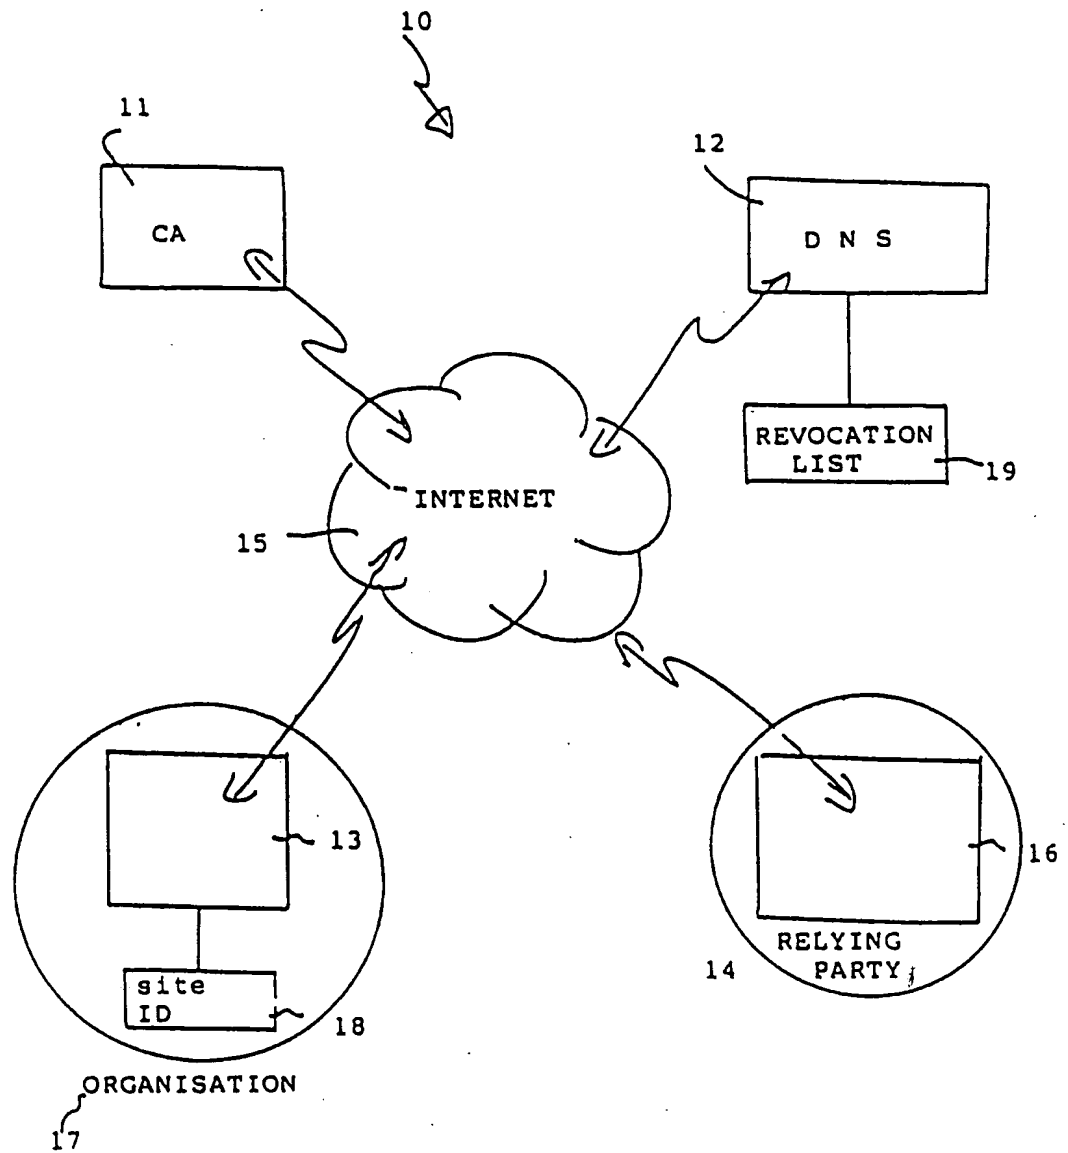 10
11
CA
12
D N S
REVOCATION
LIST
19
INTERNET
15
13
site
ID
18
ORGANISATION
17
16
RELYING
PARTY
14